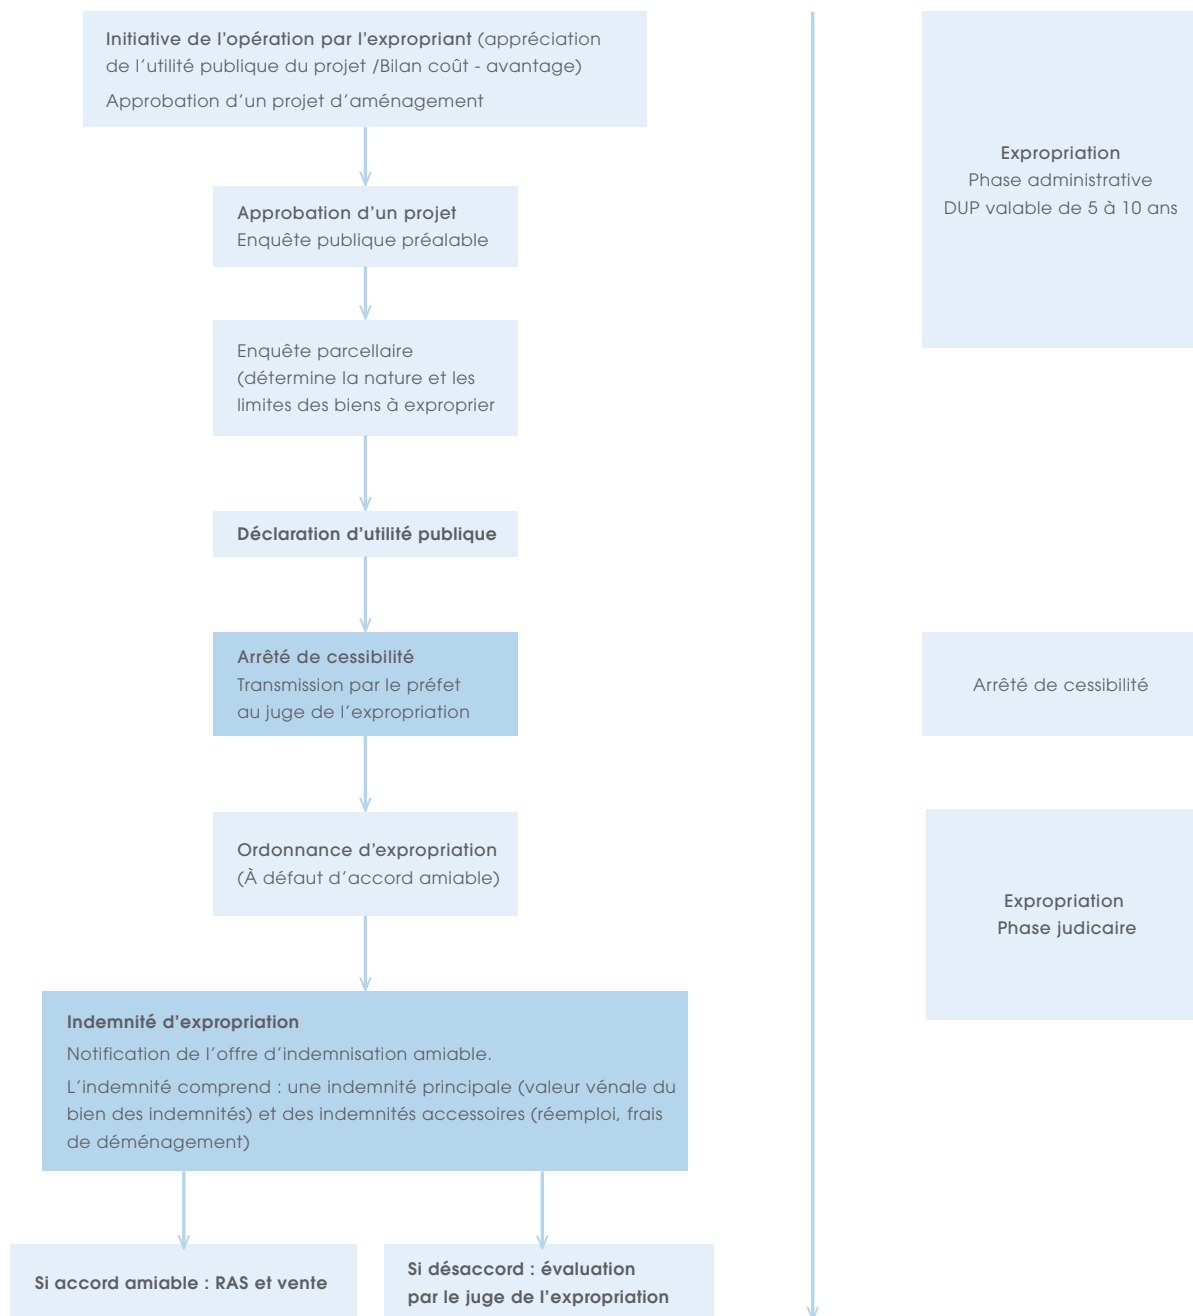 Initiative de l'opération par l'expropriant (appréciation
de l'utilité publique du projet /Bilan coût - avantage)
Approbation d'un projet d'aménagement
Expropriation
Phase administrative
DUP valable de 5 à 10 ans
Approbation d'un projet
Enquête publique préalable
Enquête parcellaire
(détermine la nature et les
limites des biens à exproprier
Déclaration d'utilité publique
Arrêté de cessibilité
Transmission par le préfet
au juge de l'expropriation
Arrêté de cessibilité
Ordonnance d'expropriation
(À défaut d'accord amiable)
Expropriation
Phase judicaire
Indemnité d'expropriation
Notification de l'offre d'indemnisation amiable.
L'indemnité comprend : une indemnité principale (valeur vénale du
bien des indemnités) et des indemnités accessoires (réemploi, frais
de déménagement)
Si accord amiable : RAS et vente
Si désaccord : évaluation
par le juge de l'expropriation